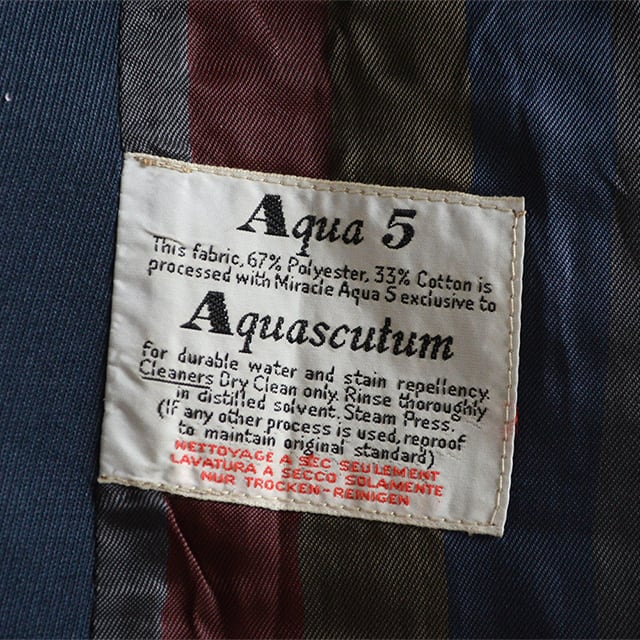 Aqua 5
This fabric, 67% Polyester, 33% Cotton is
processed with Miracle Aqua 5 exclusive to
Aquascutum
for durable water and stain repellency.
Cleaners Dry Clean only. Rinse thoroughly
in distilled solvent. Steam Press.
(If any other process is used, reproof
to maintain original standard)
NETTOYAGE A SEC SEULEMENT
LAVATURA A SECCO SOLAMENTE
NUR TROCKEN-REINIGEN